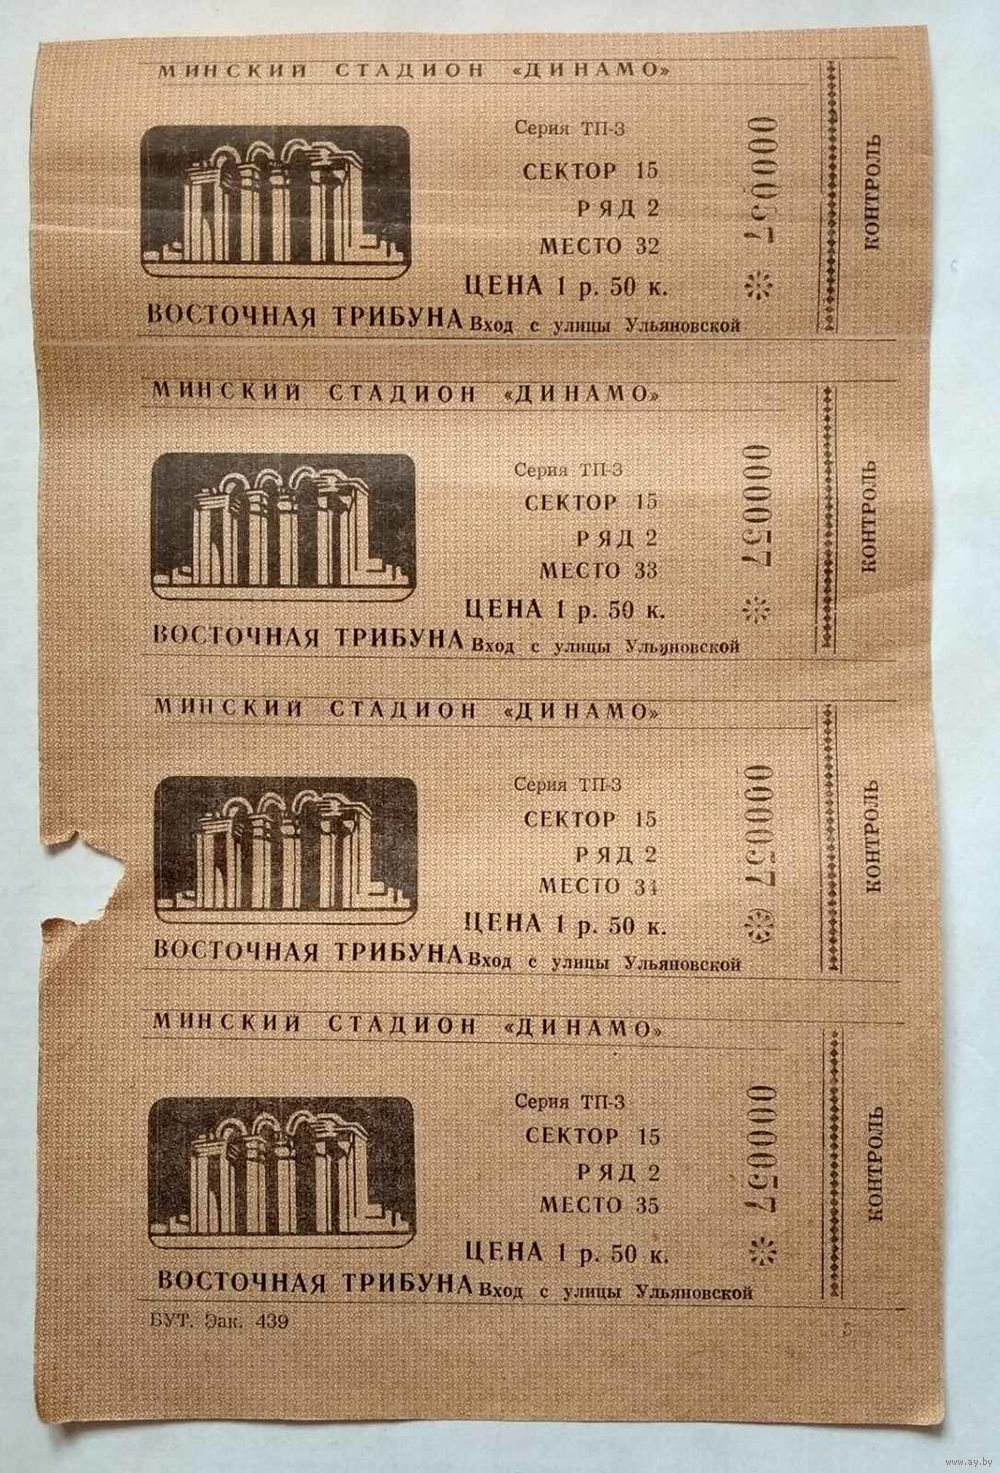 МИНСКИЙ СТАДИОН «ДИНАМО»
Серия ТП-З
СЕКТОР 15
РЯД 2
МЕСТО 32
ЦЕНА 1 р. 50 к.
ВОСТОЧНАЯ ТРИБУНА Вход с улицы Ульяновской
000057
КОНТРОЛЬ
МИНСКИЙ СТАДИОН «ДИНАМО»
Серия ТП-З
СЕКТОР 15
РЯД 2
МЕСТО 33
ЦЕНА 1 р. 50 к.
ВОСТОЧНАЯ ТРИБУНА Вход с улицы Ульяновской
000057
КОНТРОЛЬ
МИНСКИЙ СТАДИОН «ДИНАМО»
Серия ТП-З
СЕКТОР 15
РЯД 2
МЕСТО 34
ЦЕНА 1 р. 50 к.
ВОСТОЧНАЯ ТРИБУНА Вход с улицы Ульяновской
000057
КОНТРОЛЬ
МИНСКИЙ СТАДИОН «ДИНАМО»
Серия ТП-З
СЕКТОР 15
РЯД 2
МЕСТО 35
ЦЕНА 1 р. 50 к.
ВОСТОЧНАЯ ТРИБУНА Вход с улицы Ульяновской
000057
КОНТРОЛЬ
БУТ. Зак. 439
www.ay.by